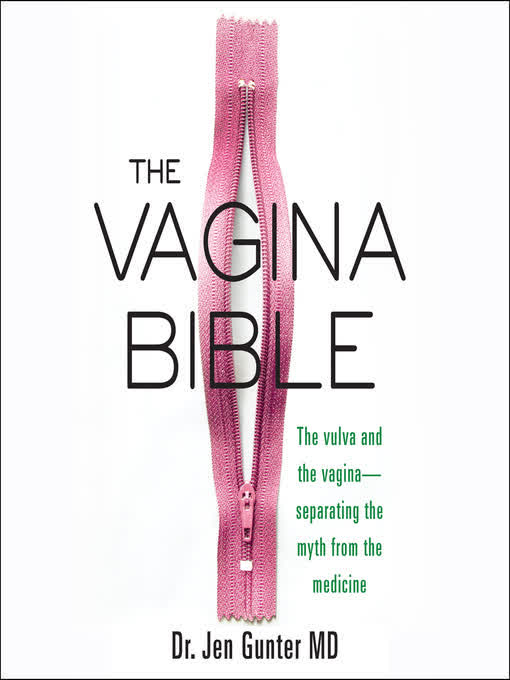 THE
VAGINA
BIBLE
The vulva and
the vagina—
separating the
myth from the
medicine
Dr. Jen Gunter MD